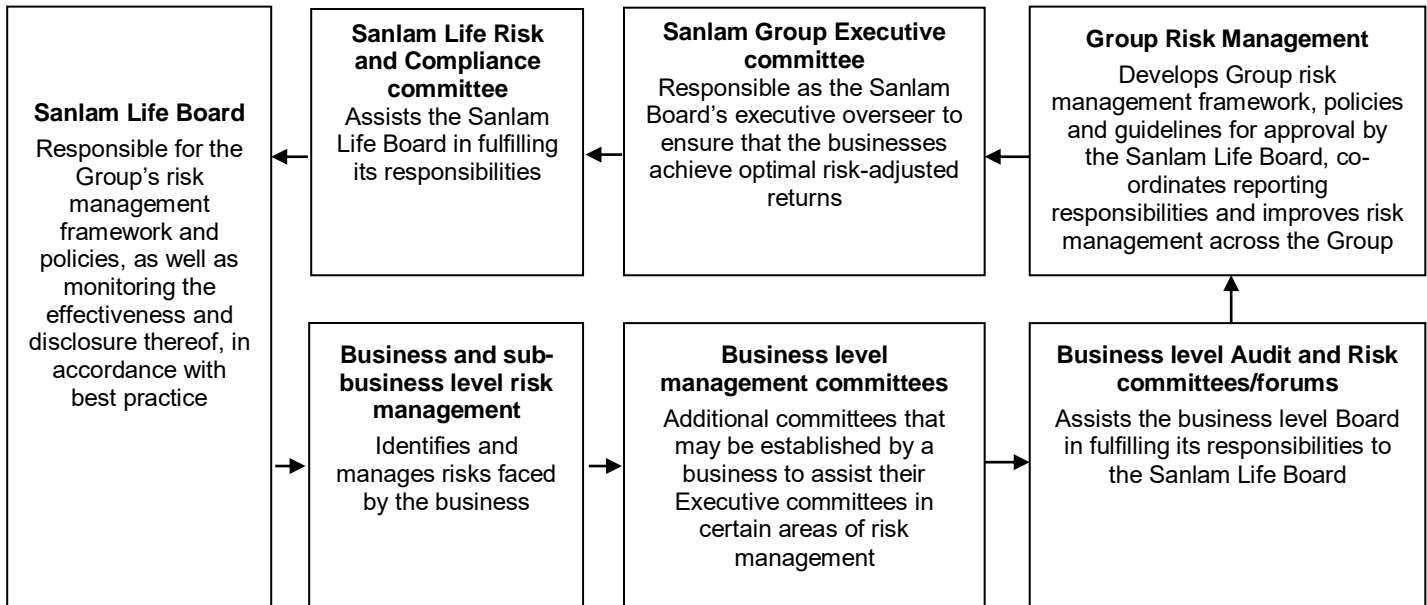 Sanlam Life Board
Responsible for the
Group's risk
management
framework and
policies, as well as
monitoring the
effectiveness and
disclosure thereof, in
accordance with
best practice
Sanlam Life Risk
and Compliance
committee
Assists the Sanlam
Life Board in fulfilling
its responsibilities
Sanlam Group Executive
committee
Responsible as the Sanlam
Board's executive overseer to
ensure that the businesses
achieve optimal risk-adjusted
returns
Group Risk Management
Develops Group risk
management framework, policies
and guidelines for approval by
the Sanlam Life Board, co-
ordinates reporting
responsibilities and improves risk
management across the Group
Business and sub-
business level risk
management
Identifies and
manages risks faced
by the business
Business level
management committees
Additional committees that
may be established by a
business to assist their
Executive committees in
certain areas of risk
management
Business level Audit and Risk
committees/forums
Assists the business level Board
in fulfilling its responsibilities to
the Sanlam Life Board